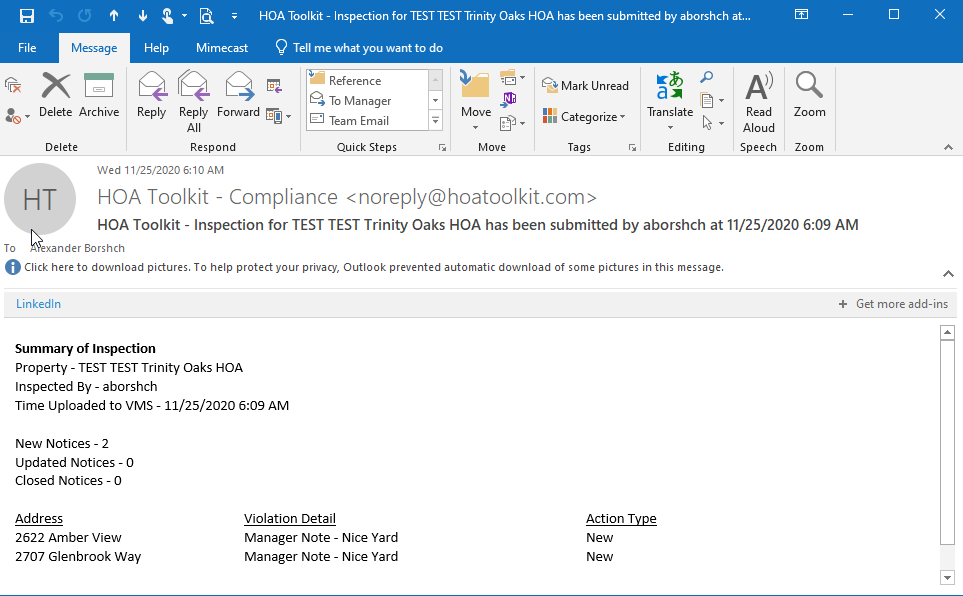 HOA Toolkit - Inspection for TEST TEST Trinity Oaks HOA has been submitted by aborshch at...
File Message Help Mimecast Tell me what you want to do
Delete Archive Reply Reply All Forward
Reference
To Manager
Team Email
Move
Mark Unread
Categorize
Translate Read Aloud Zoom
Delete Respond Quick Steps Move Tags Editing Speech Zoom
Wed 11/25/2020 6:10 AM
HT
HOA Toolkit - Compliance <noreply@hoatoolkit.com>
HOA Toolkit - Inspection for TEST TEST Trinity Oaks HOA has been submitted by aborshch at 11/25/2020 6:09 AM
To Alexander Borshch
Click here to download pictures. To help protect your privacy, Outlook prevented automatic download of some pictures in this message.
LinkedIn + Get more add-ins
Summary of Inspection
Property - TEST TEST Trinity Oaks HOA
Inspected By - aborshch
Time Uploaded to VMS - 11/25/2020 6:09 AM
New Notices - 2
Updated Notices - 0
Closed Notices - 0
Address Violation Detail Action Type
2622 Amber View Manager Note - Nice Yard New
2707 Glenbrook Way Manager Note - Nice Yard New